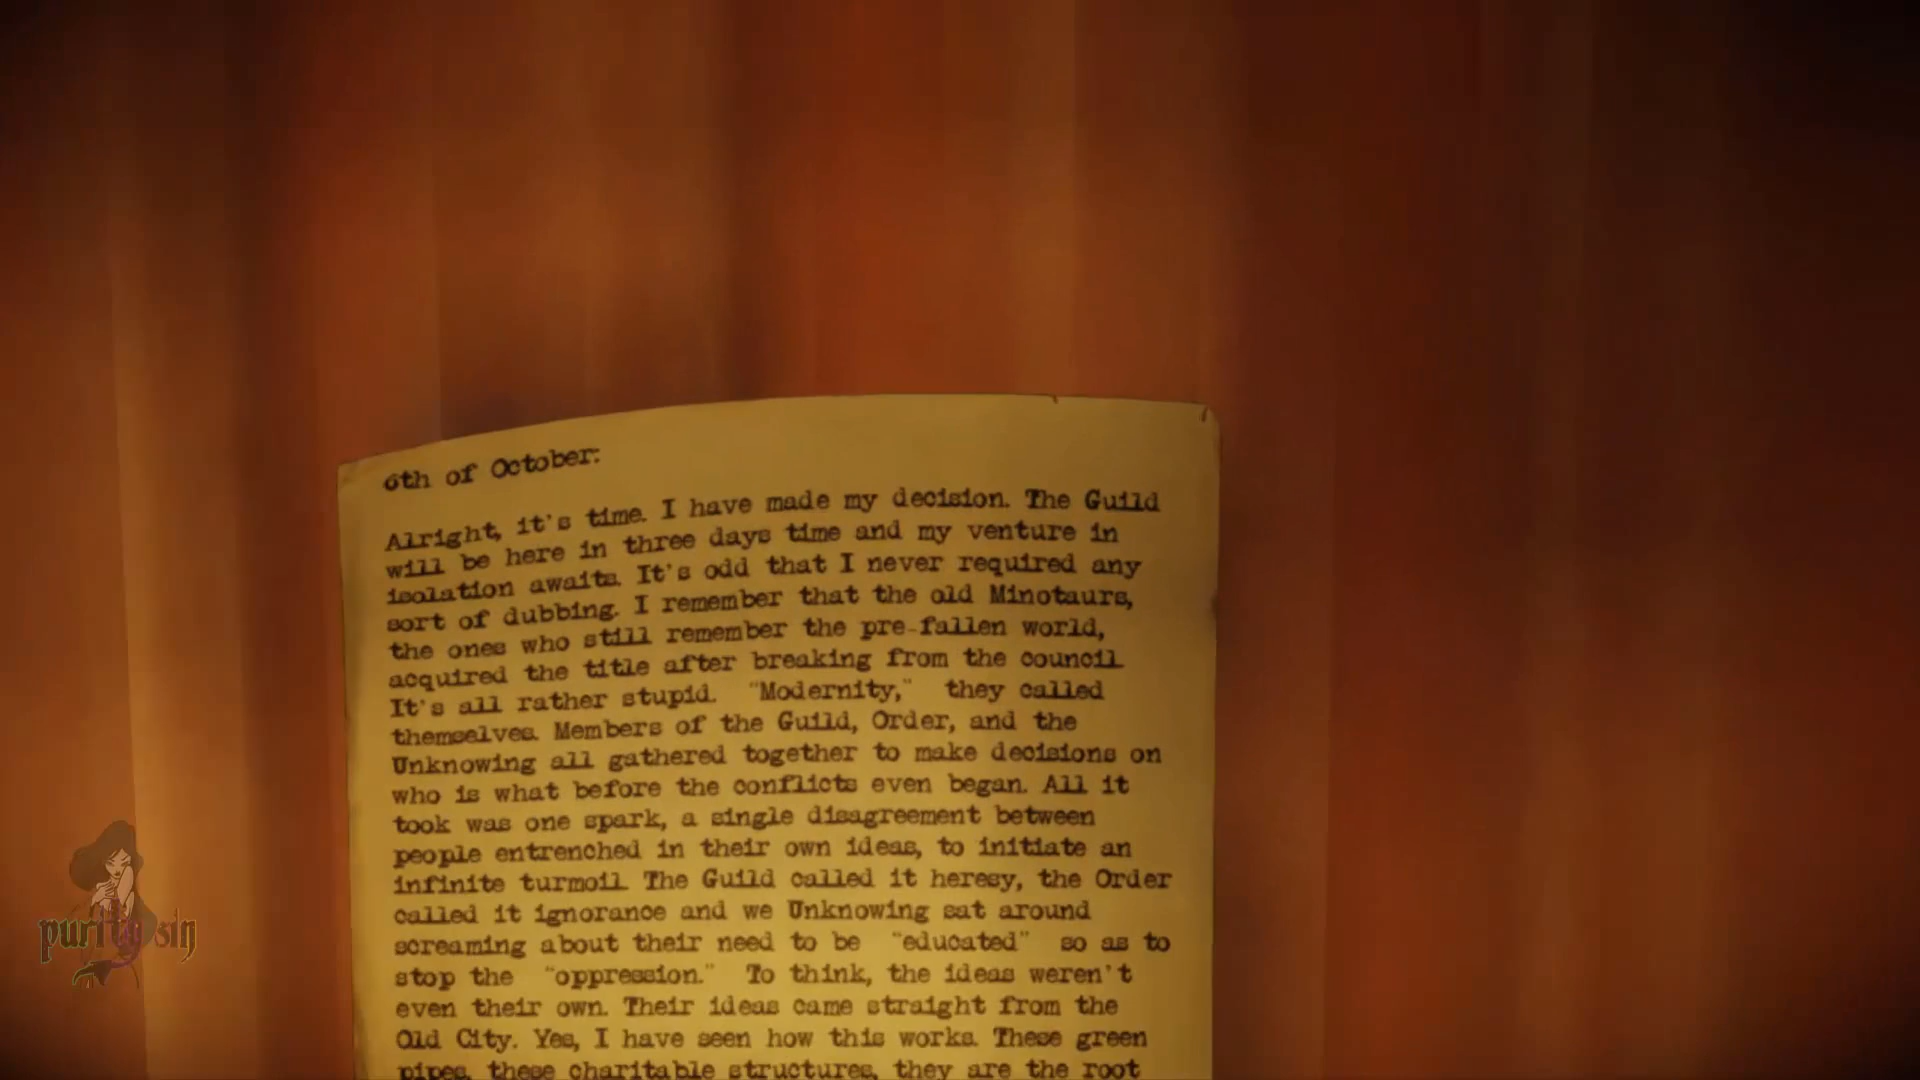 6th of October:
Alright, it's time. I have made my decision. The Guild
will be here in three days time and my venture in
isolation awaits. It's odd that I never required any
sort of dubbing. I remember that the old Minotaurs,
the ones who still remember the pre-fallen world,
acquired the title after breaking from the council.
It's all rather stupid. "Modernity," they called
themselves. Members of the Guild, Order, and the
Unknowing all gathered together to make decisions on
who is what before the conflicts even began. All it
took was one spark, a single disagreement between
people entrenched in their own ideas, to initiate an
infinite turmoil. The Guild called it heresy, the Order
called it ignorance and we Unknowing sat around
screaming about their need to be "educated" so as to
stop the "oppression." To think, the ideas weren't
even their own. Their ideas came straight from the
Old City. Yes, I have seen how this works. These green
pipes, these charitable structures, they are the root
purity sin